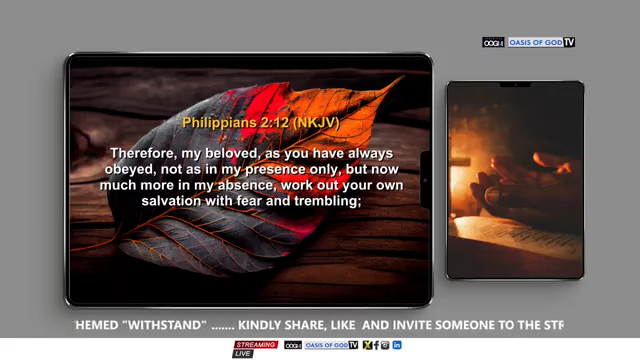 OASIS OF GOD TV
Philippians 2:12 (NKJV)
Therefore, my beloved, as you have always
obeyed, not as in my presence only, but now
much more in my absence, work out your own
salvation with fear and trembling;
HEMED "WITHSTAND" ....... KINDLY SHARE, LIKE AND INVITE SOMEONE TO THE STR
STREAMING
LIVE
OASIS OF GOD TV